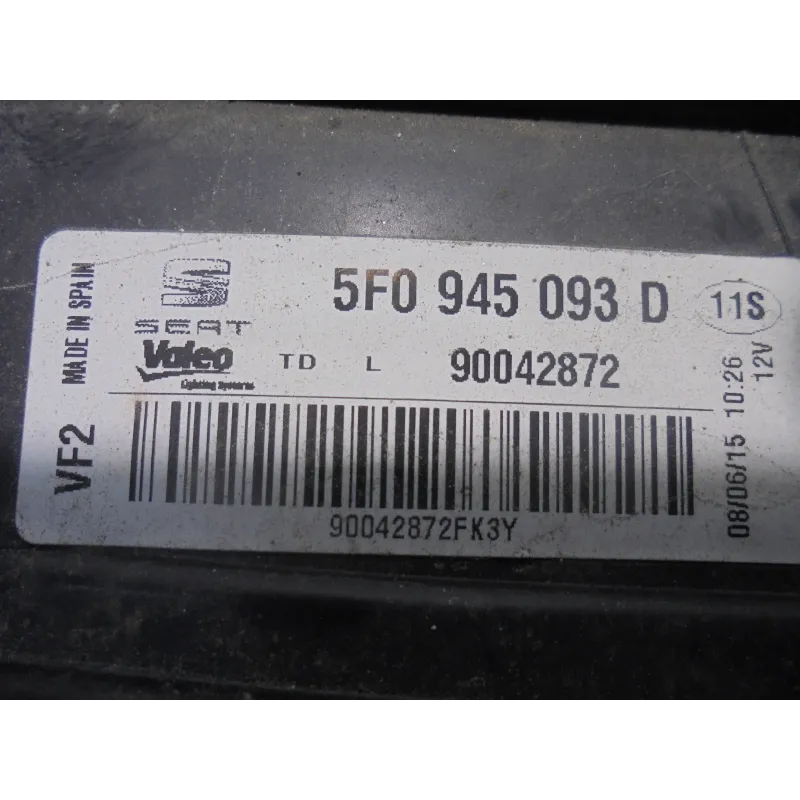 MADE IN SPAIN
VF2
SEAT
5F0 945 093 D
11S
Valeo
Lighting Systems
TD L 90042872
90042872FK3Y
08/06/15 10:26
12V